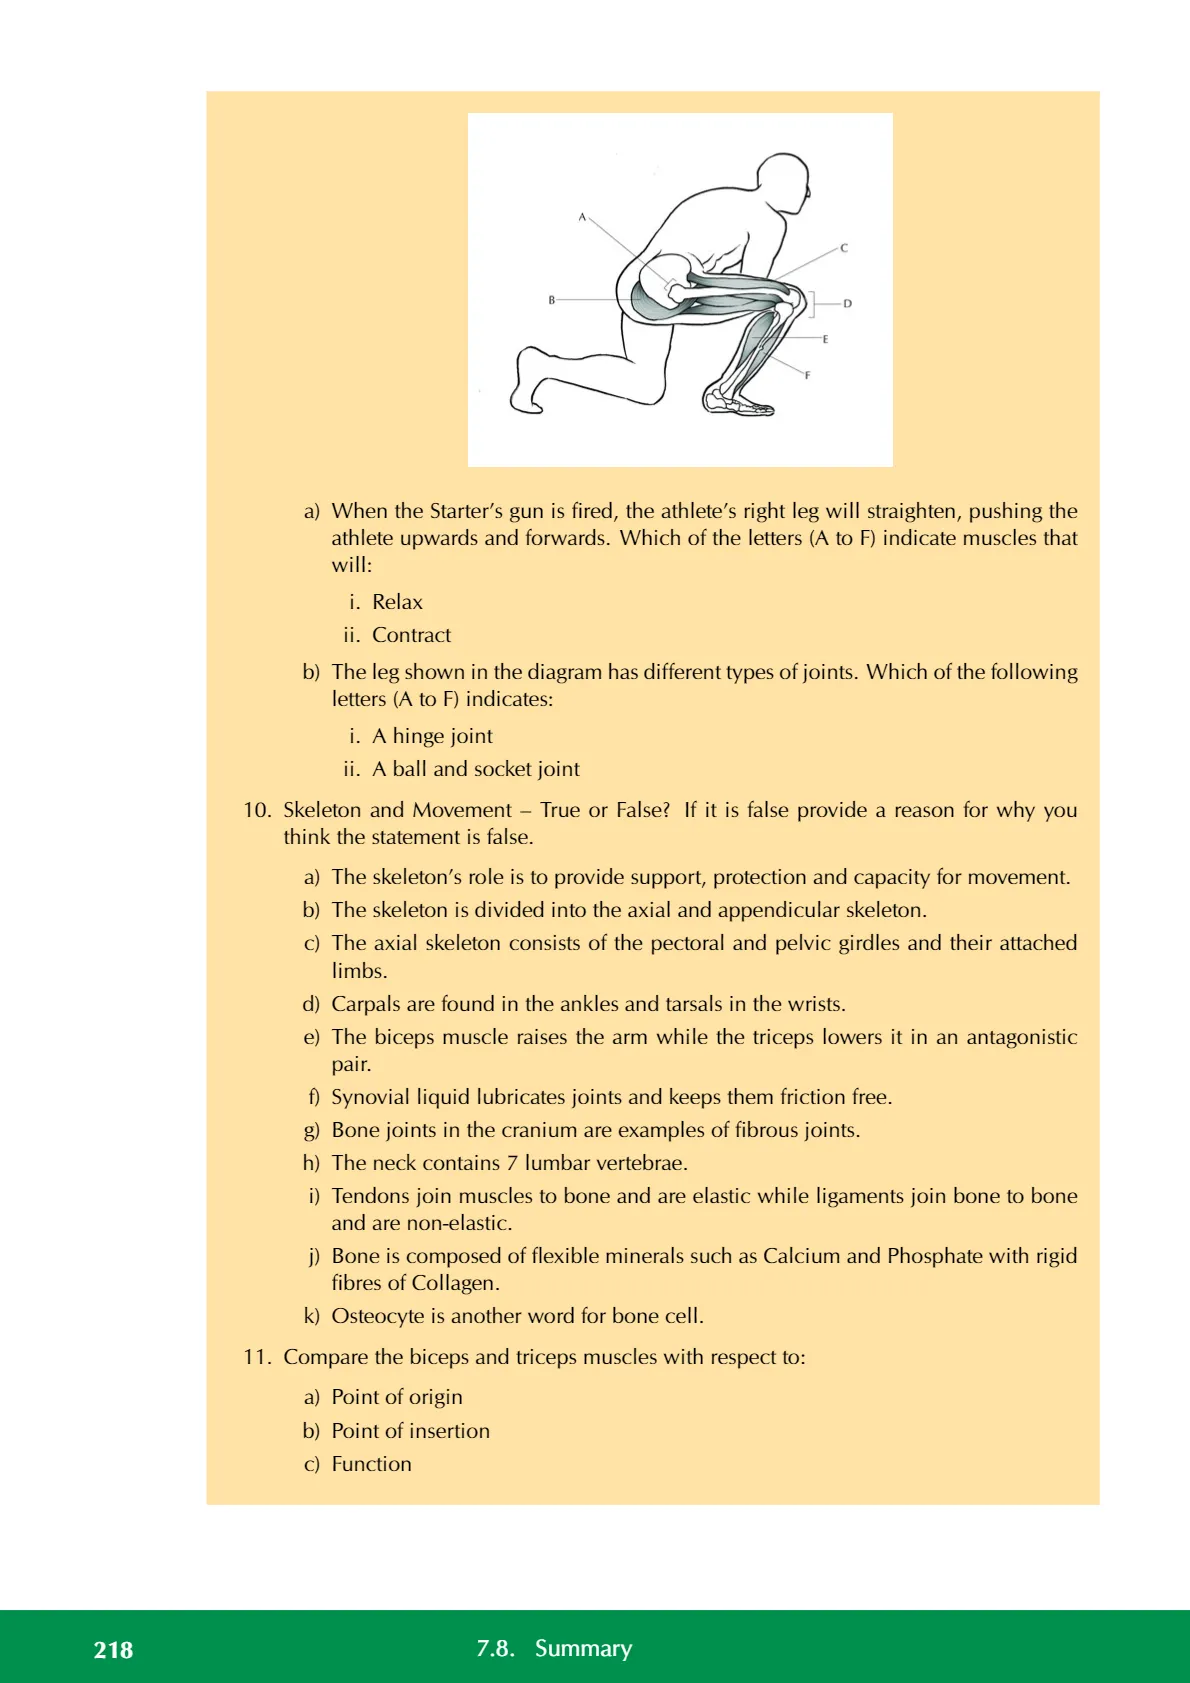 A
C
B
D
E
F
a) When the Starter’s gun is fired, the athlete’s right leg will straighten, pushing the
athlete upwards and forwards. Which of the letters (A to F) indicate muscles that
will:
i. Relax
ii. Contract
b) The leg shown in the diagram has different types of joints. Which of the following
letters (A to F) indicates:
i. A hinge joint
ii. A ball and socket joint
10. Skeleton and Movement – True or False? If it is false provide a reason for why you
think the statement is false.
a) The skeleton’s role is to provide support, protection and capacity for movement.
b) The skeleton is divided into the axial and appendicular skeleton.
c) The axial skeleton consists of the pectoral and pelvic girdles and their attached
limbs.
d) Carpals are found in the ankles and tarsals in the wrists.
e) The biceps muscle raises the arm while the triceps lowers it in an antagonistic
pair.
f) Synovial liquid lubricates joints and keeps them friction free.
g) Bone joints in the cranium are examples of fibrous joints.
h) The neck contains 7 lumbar vertebrae.
i) Tendons join muscles to bone and are elastic while ligaments join bone to bone
and are non-elastic.
j) Bone is composed of flexible minerals such as Calcium and Phosphate with rigid
fibres of Collagen.
k) Osteocyte is another word for bone cell.
11. Compare the biceps and triceps muscles with respect to:
a) Point of origin
b) Point of insertion
c) Function
218 7.8. Summary